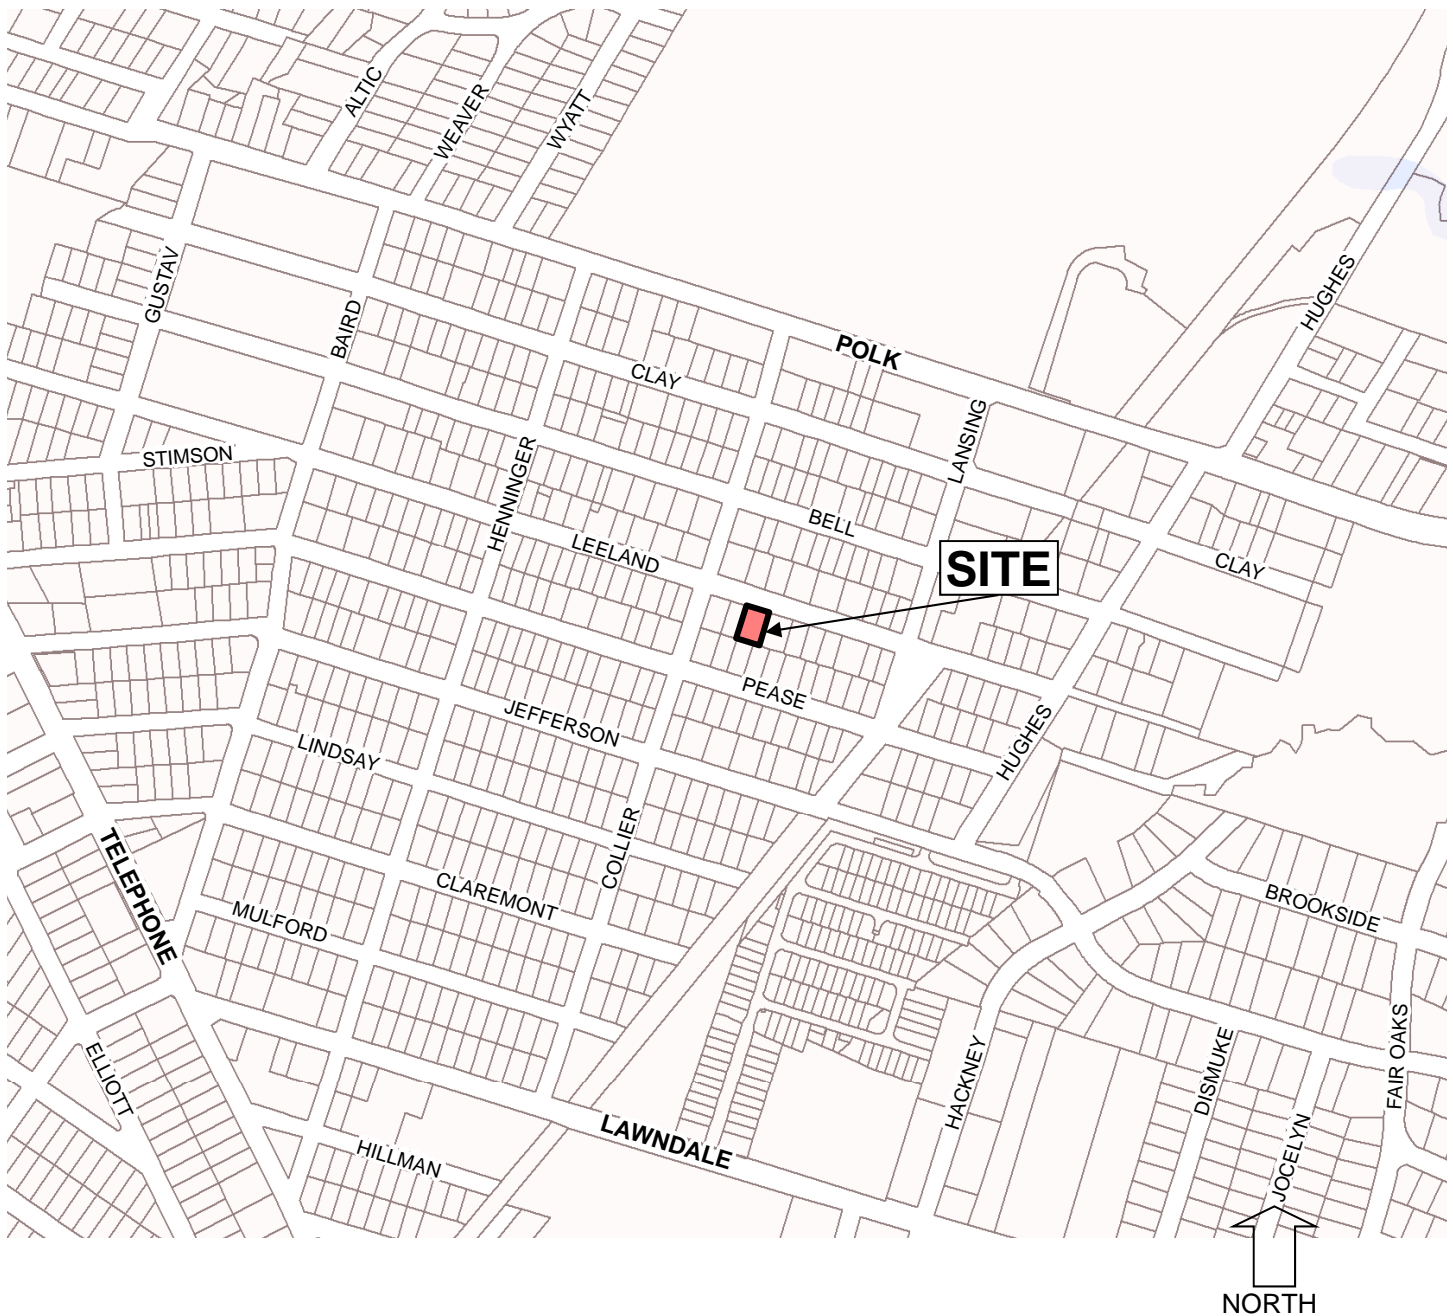 ALTIC
WEAVER
WYATT
GUSTAV
BAIRD
HUGHES
POLK
CLAY
LANSING
STIMSON
HENNINGER
BELL
LEELAND
SITE
CLAY
PEASE
JEFFERSON
LINDSAY
HUGHES
COLLIER
TELEPHONE
CLAREMONT
MULFORD
BROOKSIDE
ELLIOTT
HACKNEY
DISMUKE
FAIR OAKS
LAWNDALE
HILLMAN
JOCELYN
NORTH